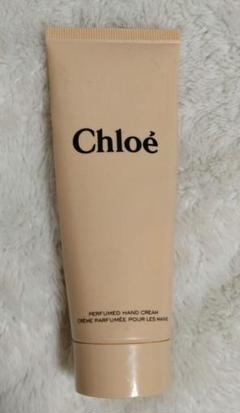 Chloé
PERFUMED HAND CREAM
CRÈME PARFUMÉE POUR LES MAINS